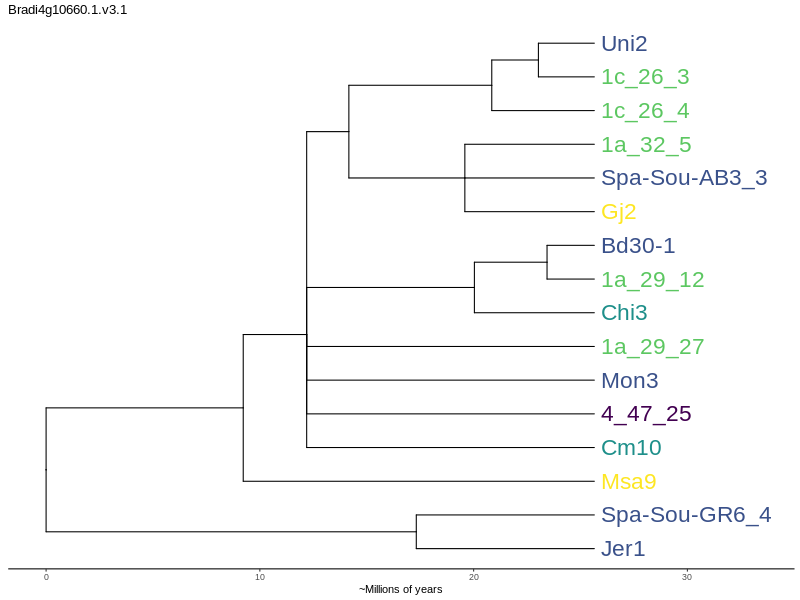 Bradi4g10660.1.v3.1
Uni2
1c_26_3
1c_26_4
1a_32_5
Spa-Sou-AB3_3
Gj2
Bd30-1
1a_29_12
Chi3
1a_29_27
Mon3
4_47_25
Cm10
Msa9
Spa-Sou-GR6_4
Jer1
0 10 20 30
~Millions of years